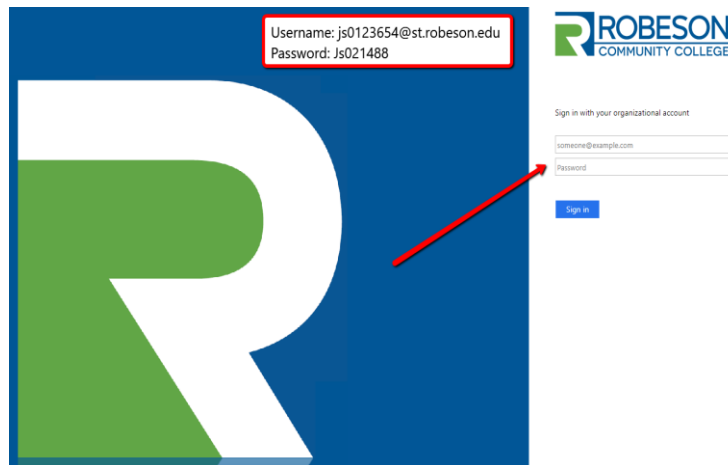 Username: js0123654@st.robeson.edu
Password: Js021488
ROBESON
COMMUNITY COLLEGE
Sign in with your organizational account
someone@example.com
Password
Sign in